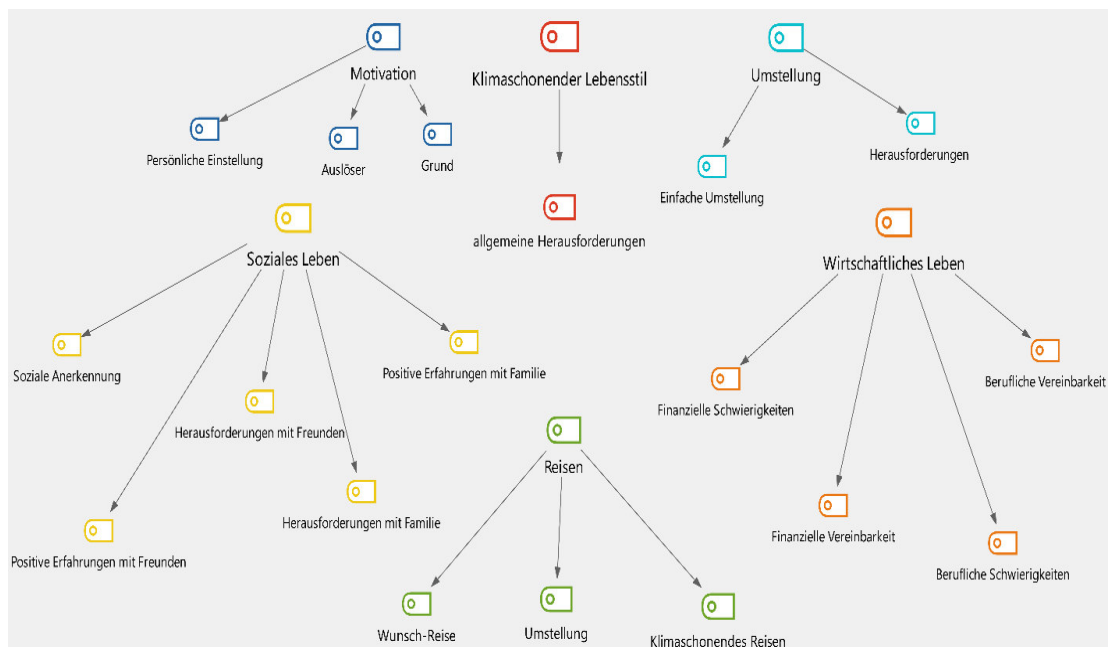 Motivation
Klimaschonender Lebensstil
Umstellung
Persönliche Einstellung
Auslöser
Grund
Einfache Umstellung
Herausforderungen
allgemeine Herausforderungen
Soziales Leben
Wirtschaftliches Leben
Soziale Anerkennung
Positive Erfahrungen mit Familie
Herausforderungen mit Freunden
Herausforderungen mit Familie
Positive Erfahrungen mit Freunden
Finanzielle Schwierigkeiten
Berufliche Vereinbarkeit
Finanzielle Vereinbarkeit
Berufliche Schwierigkeiten
Reisen
Wunsch-Reise
Umstellung
Klimaschonendes Reisen